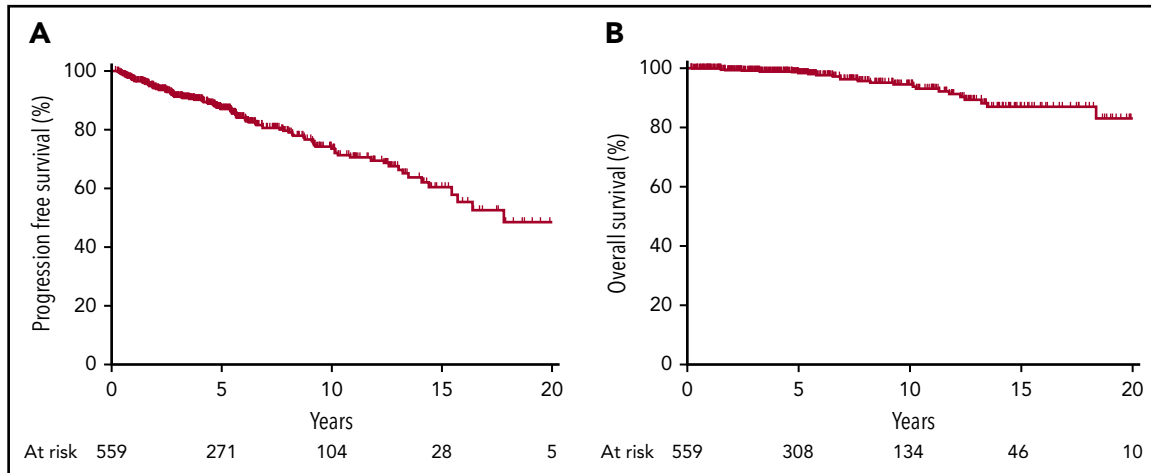 A
Progression free survival (%)
100
80
60
40
20
0
0 5 10 15 20
Years
At risk 559 271 104 28 5
B
Overall survival (%)
100
80
60
40
20
0
0 5 10 15 20
Years
At risk 559 308 134 46 10